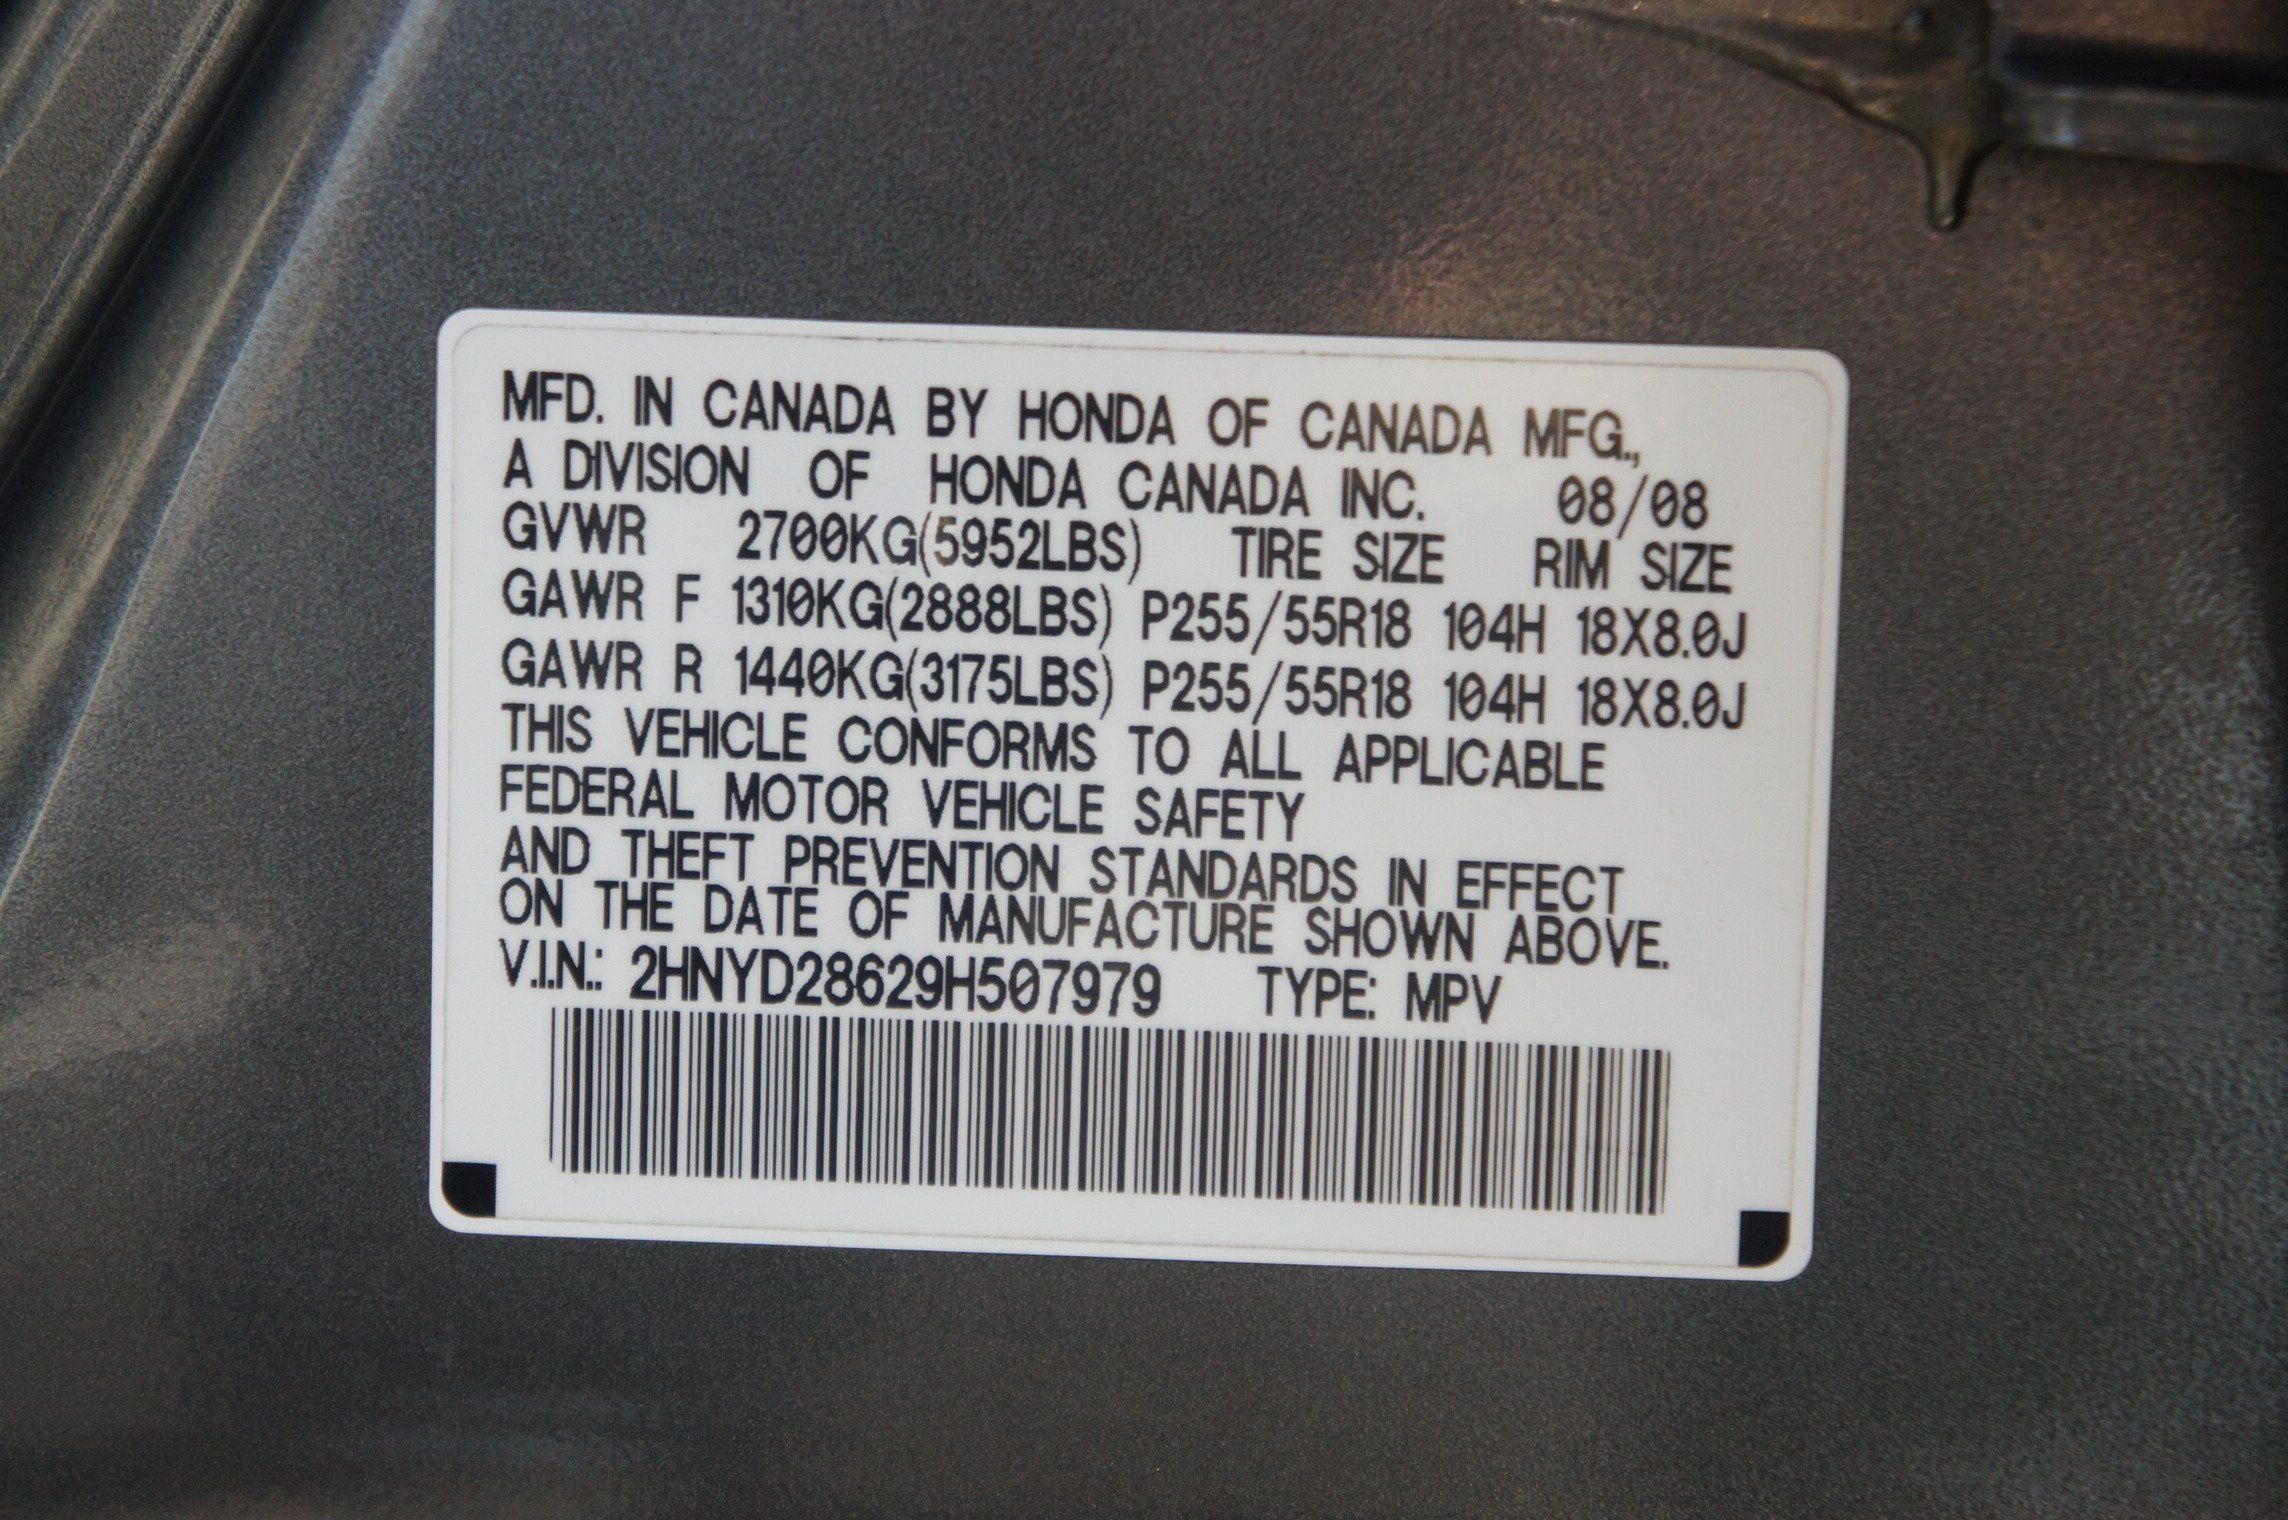 MFD. IN CANADA BY HONDA OF CANADA MFG.,
A DIVISION OF HONDA CANADA INC. 08/08
GVWR 2700KG(5952LBS) TIRE SIZE RIM SIZE
GAWR F 1310KG(2888LBS) P255/55R18 104H 18X8.0J
GAWR R 1440KG(3175LBS) P255/55R18 104H 18X8.0J
THIS VEHICLE CONFORMS TO ALL APPLICABLE
FEDERAL MOTOR VEHICLE SAFETY
AND THEFT PREVENTION STANDARDS IN EFFECT
ON THE DATE OF MANUFACTURE SHOWN ABOVE.
V.I.N.: 2HNYD28629H507979 TYPE: MPV